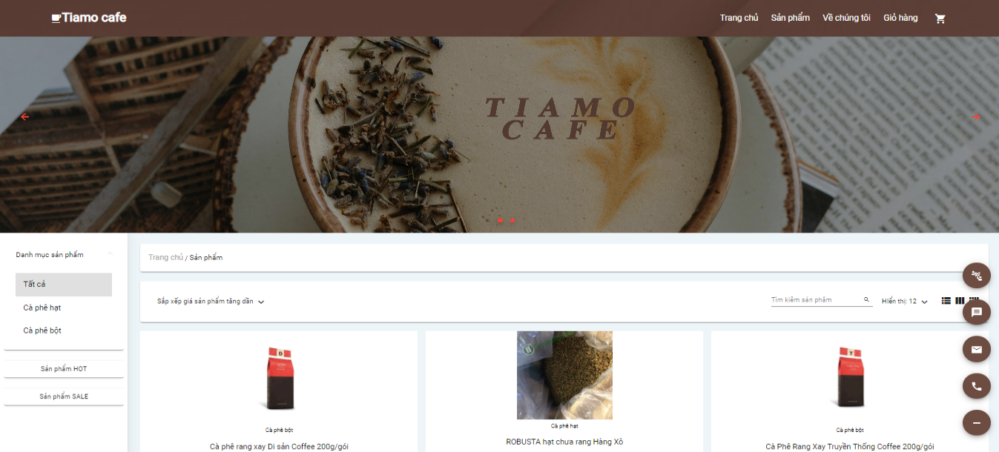 Tiamo cafe
Trang chủ Sản phẩm Về chúng tôi Giỏ hàng
TIAMO
CAFE
Danh mục sản phẩm
Tất cả
Cà phê hạt
Cà phê bột
Sản phẩm HOT
Sản phẩm SALE
Trang chủ / Sản phẩm
Sắp xếp giá sản phẩm tăng dần
Tìm kiếm sản phẩm
Hiển thị: 12
Cà phê bột
Cà phê rang xay Di sản Coffee 200g/gói
Cà phê hạt
ROBUSTA hạt chưa rang Hàng Xô
Cà phê bột
Cà Phê Rang Xay Truyền Thống Coffee 200g/gói